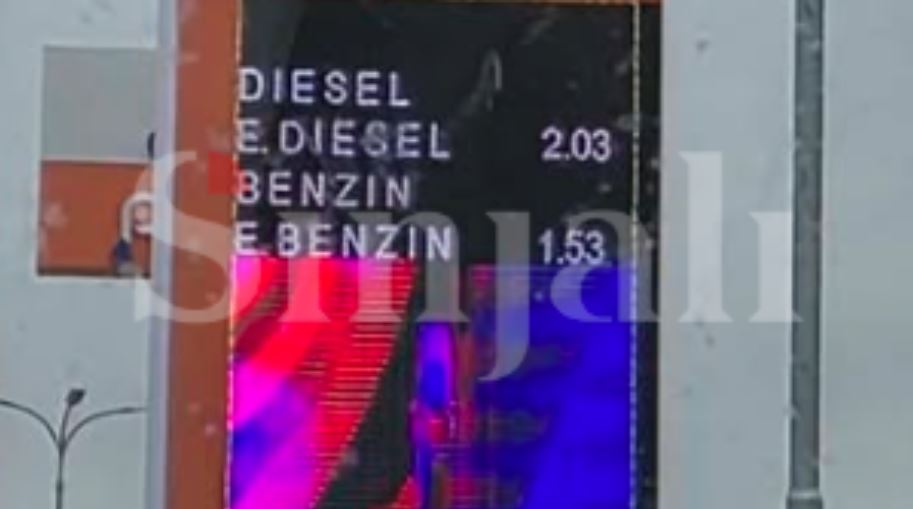 DIESEL
E.DIESEL 2.03
BENZIN
E.BENZIN 1.53
Sinjali